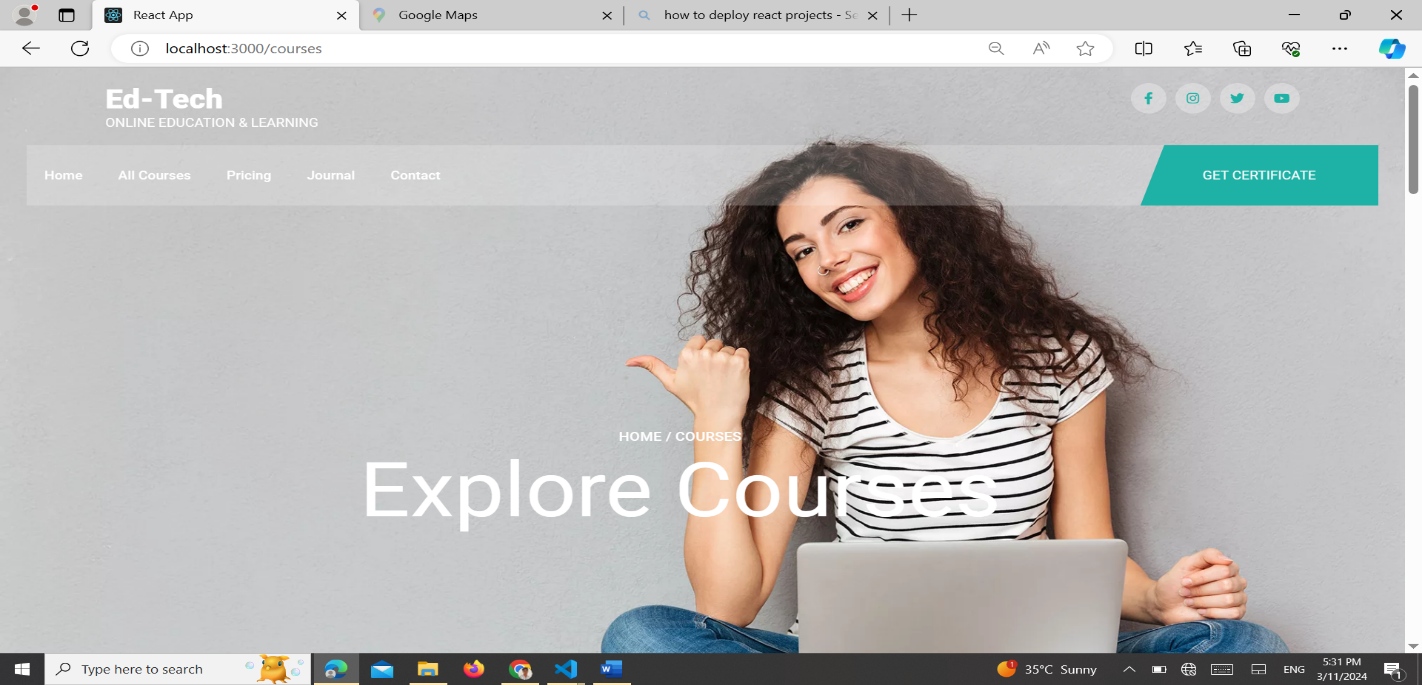 React App
Google Maps
how to deploy react projects - Se
localhost:3000/courses
Ed-Tech
ONLINE EDUCATION & LEARNING
Home
All Courses
Pricing
Journal
Contact
GET CERTIFICATE
HOME / COURSES
Explore Courses
Type here to search
1
35°C Sunny
ENG
5:31 PM
3/11/2024
1